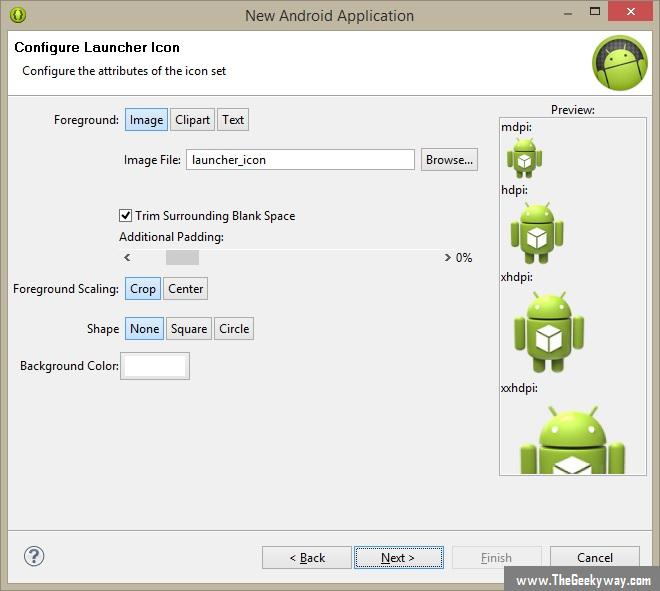 New Android Application
Configure Launcher Icon
Configure the attributes of the icon set
Foreground: Image Clipart Text
Image File: launcher_icon Browse...
Trim Surrounding Blank Space
Additional Padding:
< > 0%
Foreground Scaling: Crop Center
Shape None Square Circle
Background Color:
Preview:
mdpi:
hdpi:
xhdpi:
xxhdpi:
? < Back Next > Finish Cancel
www.TheGeekyway.com